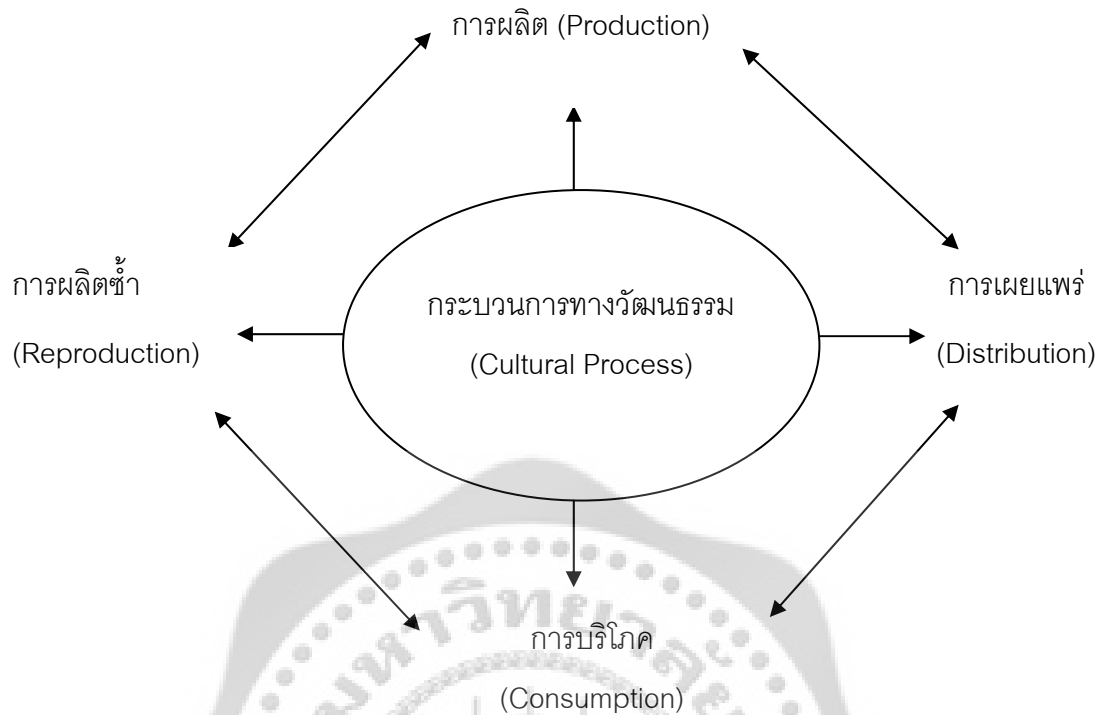 การผลิต (Production)
การผลิตซ้ำ
(Reproduction)
กระบวนการทางวัฒนธรรม
(Cultural Process)
การเผยแพร่
(Distribution)
การบริโภค
(Consumption)